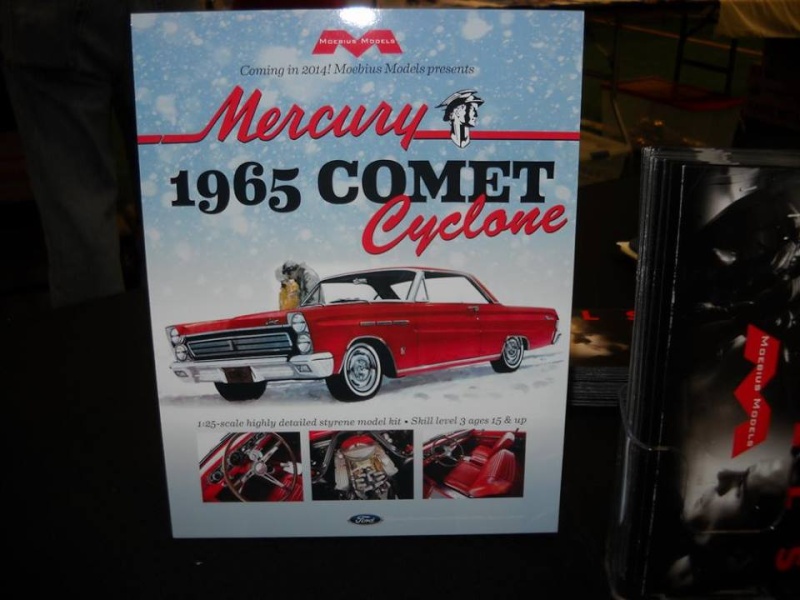 MOEBIUS MODELS
Coming in 2014! Moebius Models presents
Mercury
1965 COMET
Cyclone
1:25-scale highly detailed styrene model kit • Skill level 3 ages 15 & up
Ford
MOEBIUS MODELS
L S
L S